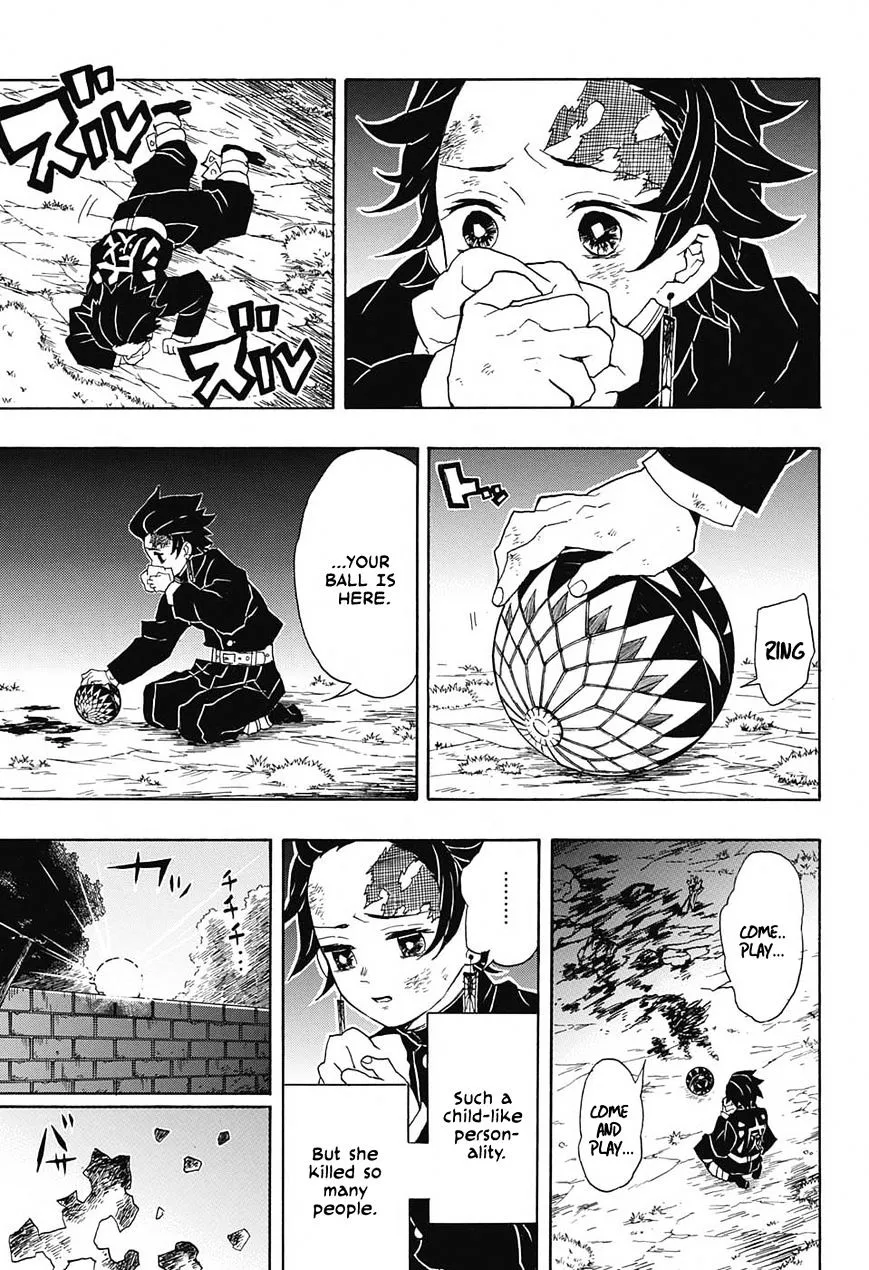 ズル
ズル
トッ
RING
...YOUR
BALL IS
HERE.
COME..
PLAY...
COME
AND
PLAY...
........
Such a
child-like
person-
ality.
But she
killed so
many
people.
チチチ...
カッ
バギ